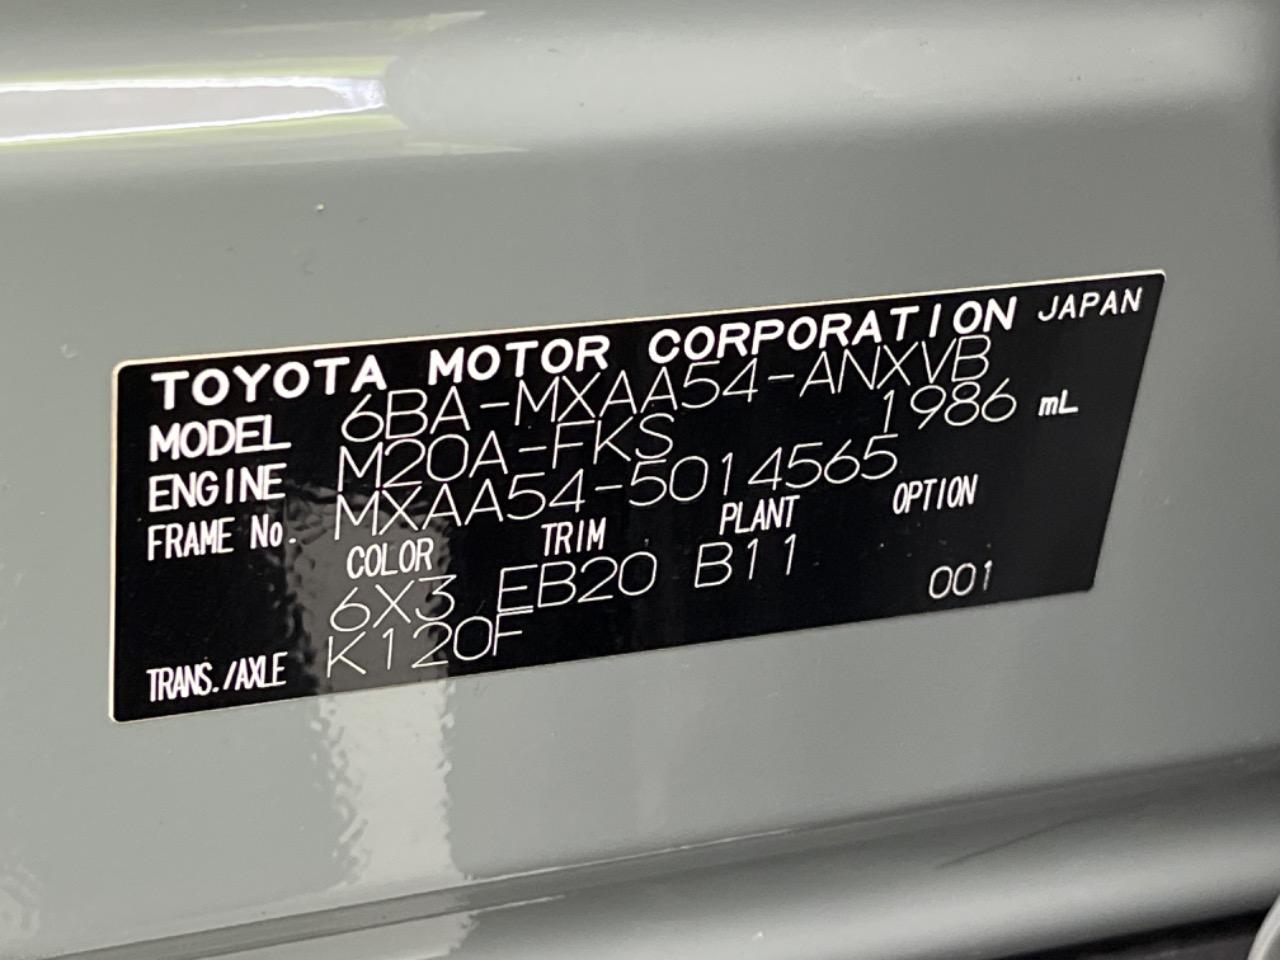 TOYOTA MOTOR CORPORATION JAPAN
MODEL 6BA-MXAA54-ANXVB
ENGINE M20A-FKS 1986 mL
FRAME No. MXAA54-5014565
COLOR TRIM PLANT OPTION
6X3 EB20 B11
TRANS./AXLE K120F 001